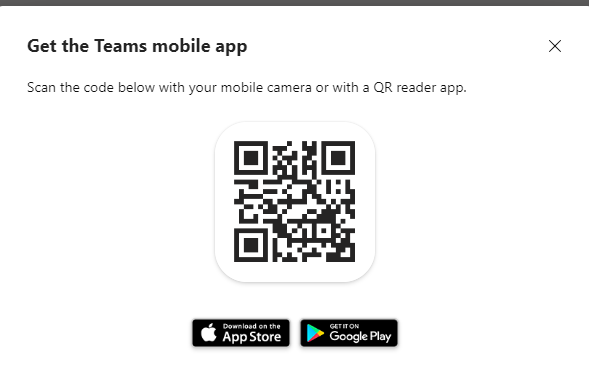 Get the Teams mobile app
Scan the code below with your mobile camera or with a QR reader app.
Download on the
App Store
GET IT ON
Google Play